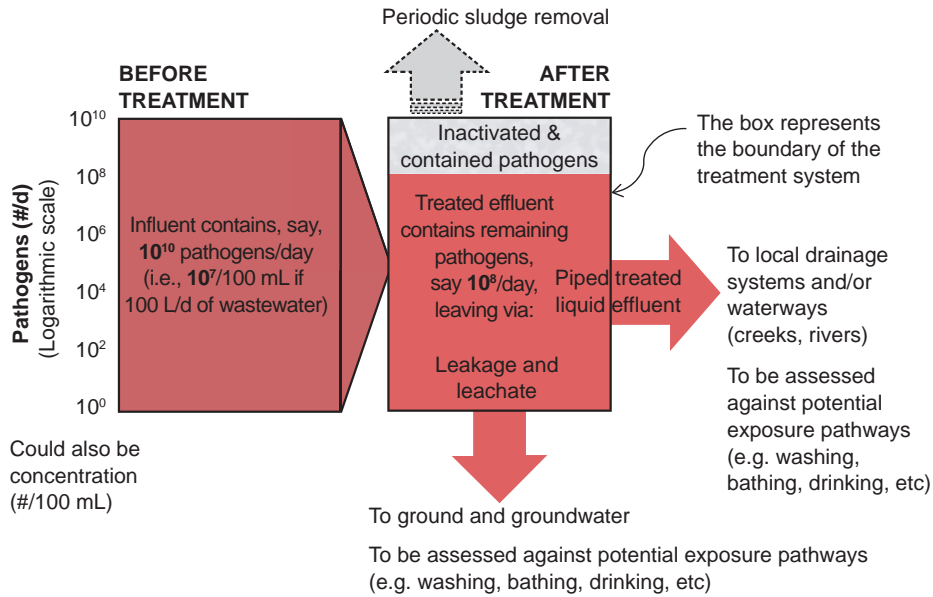 Periodic sludge removal
BEFORE
TREATMENT
AFTER
TREATMENT
Pathogens (#/d)
(Logarithmic scale)
10¹⁰
10⁸
10⁶
10⁴
10²
10⁰
Could also be
concentration
(#/100 mL)
Influent contains, say,
10¹⁰ pathogens/day
(i.e., 10⁷/100 mL if
100 L/d of wastewater)
Inactivated &
contained pathogens
Treated effluent
contains remaining
pathogens,
say 10⁸/day,
leaving via:
Piped treated
liquid effluent
Leakage and
leachate
The box represents
the boundary of the
treatment system
To local drainage
systems and/or
waterways
(creeks, rivers)
To be assessed
against potential
exposure pathways
(e.g. washing,
bathing, drinking, etc)
To ground and groundwater
To be assessed against potential exposure pathways
(e.g. washing, bathing, drinking, etc)